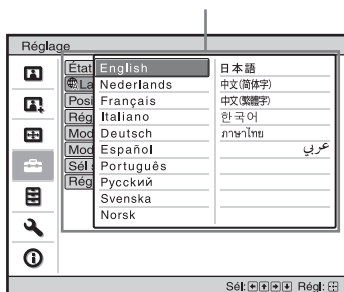 Réglage
État
La
Posi
Rég
Mod
Mod
Sél
Rég
English
Nederlands
Français
Italiano
Deutsch
Español
Português
Русский
Svenska
Norsk
日本語
中文(简体字)
中文(繁體字)
한국어
ภาษาไทย
عربي
Sél: Régl: